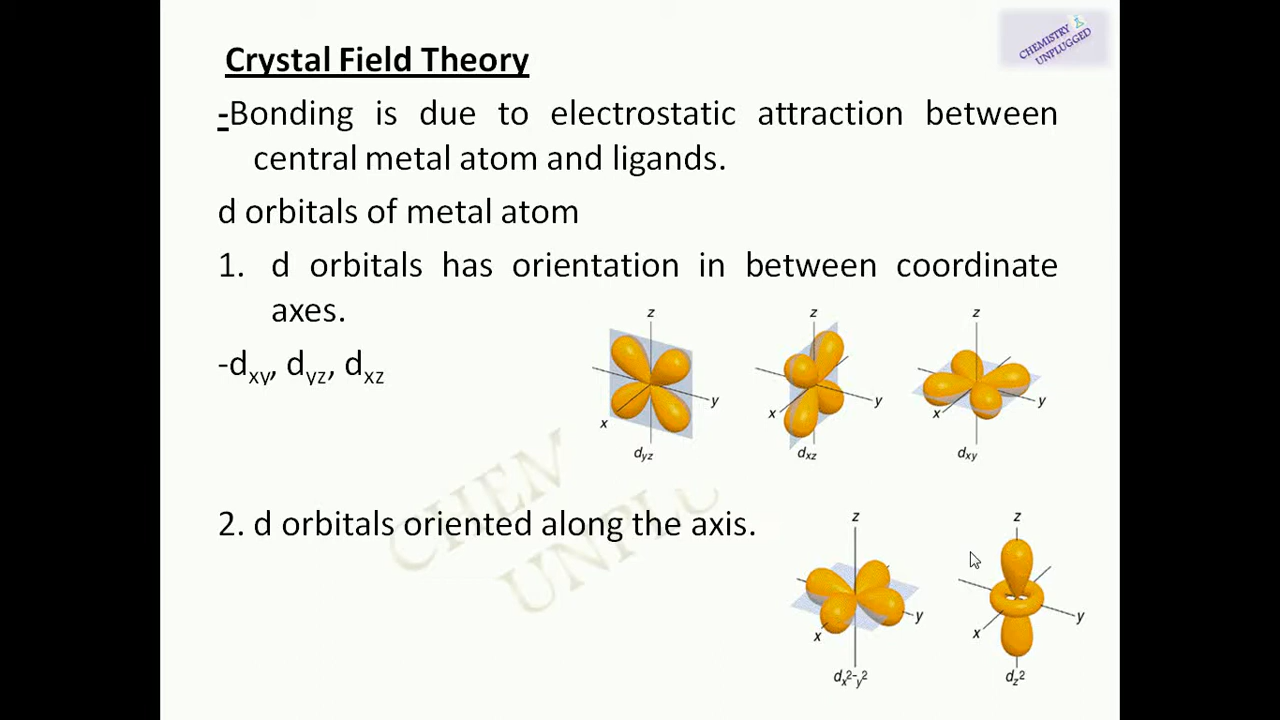 CHEMISTRY
UNPLUGGED
Crystal Field Theory
-Bonding is due to electrostatic attraction between
central metal atom and ligands.
d orbitals of metal atom
1. d orbitals has orientation in between coordinate
axes.
-dxy, dyz, dxz
z
y
x
dyz
z
y
x
dxz
z
y
x
dxy
CHEM
UNPLU
2. d orbitals oriented along the axis.
z
y
x
dx²-y²
z
y
x
dz²